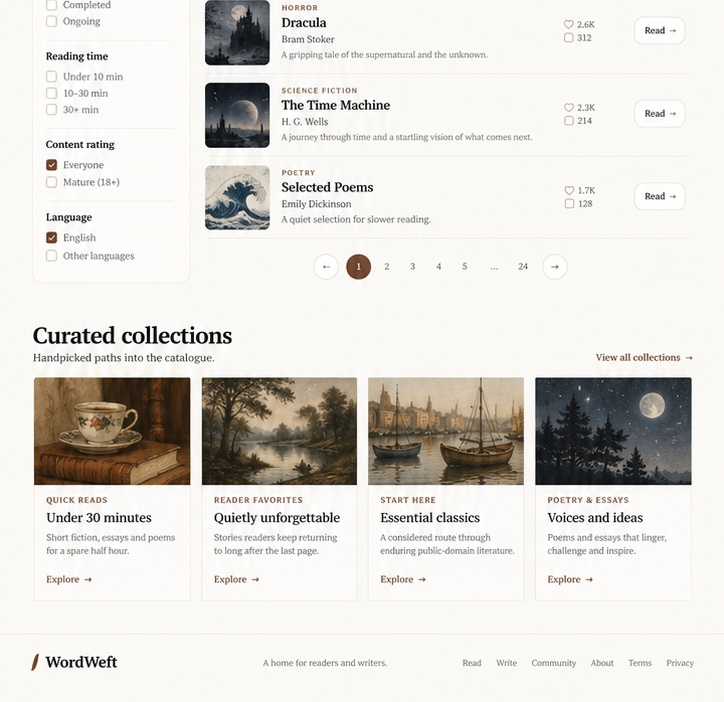 Completed
Ongoing
Reading time
Under 10 min
10–30 min
30+ min
Content rating
Everyone
Mature (18+)
Language
English
Other languages
HORROR
Dracula
Bram Stoker
A gripping tale of the supernatural and the unknown.
2.6K
312
Read →
SCIENCE FICTION
The Time Machine
H. G. Wells
A journey through time and a startling vision of what comes next.
2.3K
214
Read →
POETRY
Selected Poems
Emily Dickinson
A quiet selection for slower reading.
1.7K
128
Read →
← 1 2 3 4 5 ... 24 →
Curated collections
Handpicked paths into the catalogue.
View all collections →
QUICK READS
Under 30 minutes
Short fiction, essays and poems
for a spare half hour.
Explore →
READER FAVORITES
Quietly unforgettable
Stories readers keep returning
to long after the last page.
Explore →
START HERE
Essential classics
A considered route through
enduring public-domain literature.
Explore →
POETRY & ESSAYS
Voices and ideas
Poems and essays that linger,
challenge and inspire.
Explore →
WordWeft
A home for readers and writers.
Read Write Community About Terms Privacy